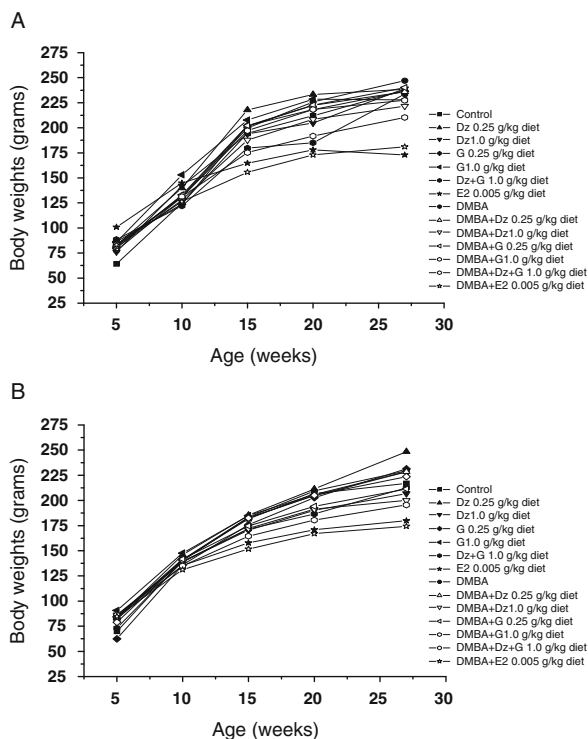 A
Body weights (grams)
275
250
225
200
175
150
125
100
75
50
25
5 10 15 20 25 30
Age (weeks)
Control
Dz 0.25 g/kg diet
Dz1.0 g/kg diet
G 0.25 g/kg diet
G1.0 g/kg diet
Dz+G 1.0 g/kg diet
E2 0.005 g/kg diet
DMBA
DMBA+Dz 0.25 g/kg diet
DMBA+Dz1.0 g/kg diet
DMBA+G 0.25 g/kg diet
DMBA+G1.0 g/kg diet
DMBA+Dz+G 1.0 g/kg diet
DMBA+E2 0.005 g/kg diet
B
Body weights (grams)
275
250
225
200
175
150
125
100
75
50
25
5 10 15 20 25 30
Age (weeks)
Control
Dz 0.25 g/kg diet
Dz1.0 g/kg diet
G 0.25 g/kg diet
G1.0 g/kg diet
Dz+G 1.0 g/kg diet
E2 0.005 g/kg diet
DMBA
DMBA+Dz 0.25 g/kg diet
DMBA+Dz1.0 g/kg diet
DMBA+G 0.25 g/kg diet
DMBA+G1.0 g/kg diet
DMBA+Dz+G 1.0 g/kg diet
DMBA+E2 0.005 g/kg diet